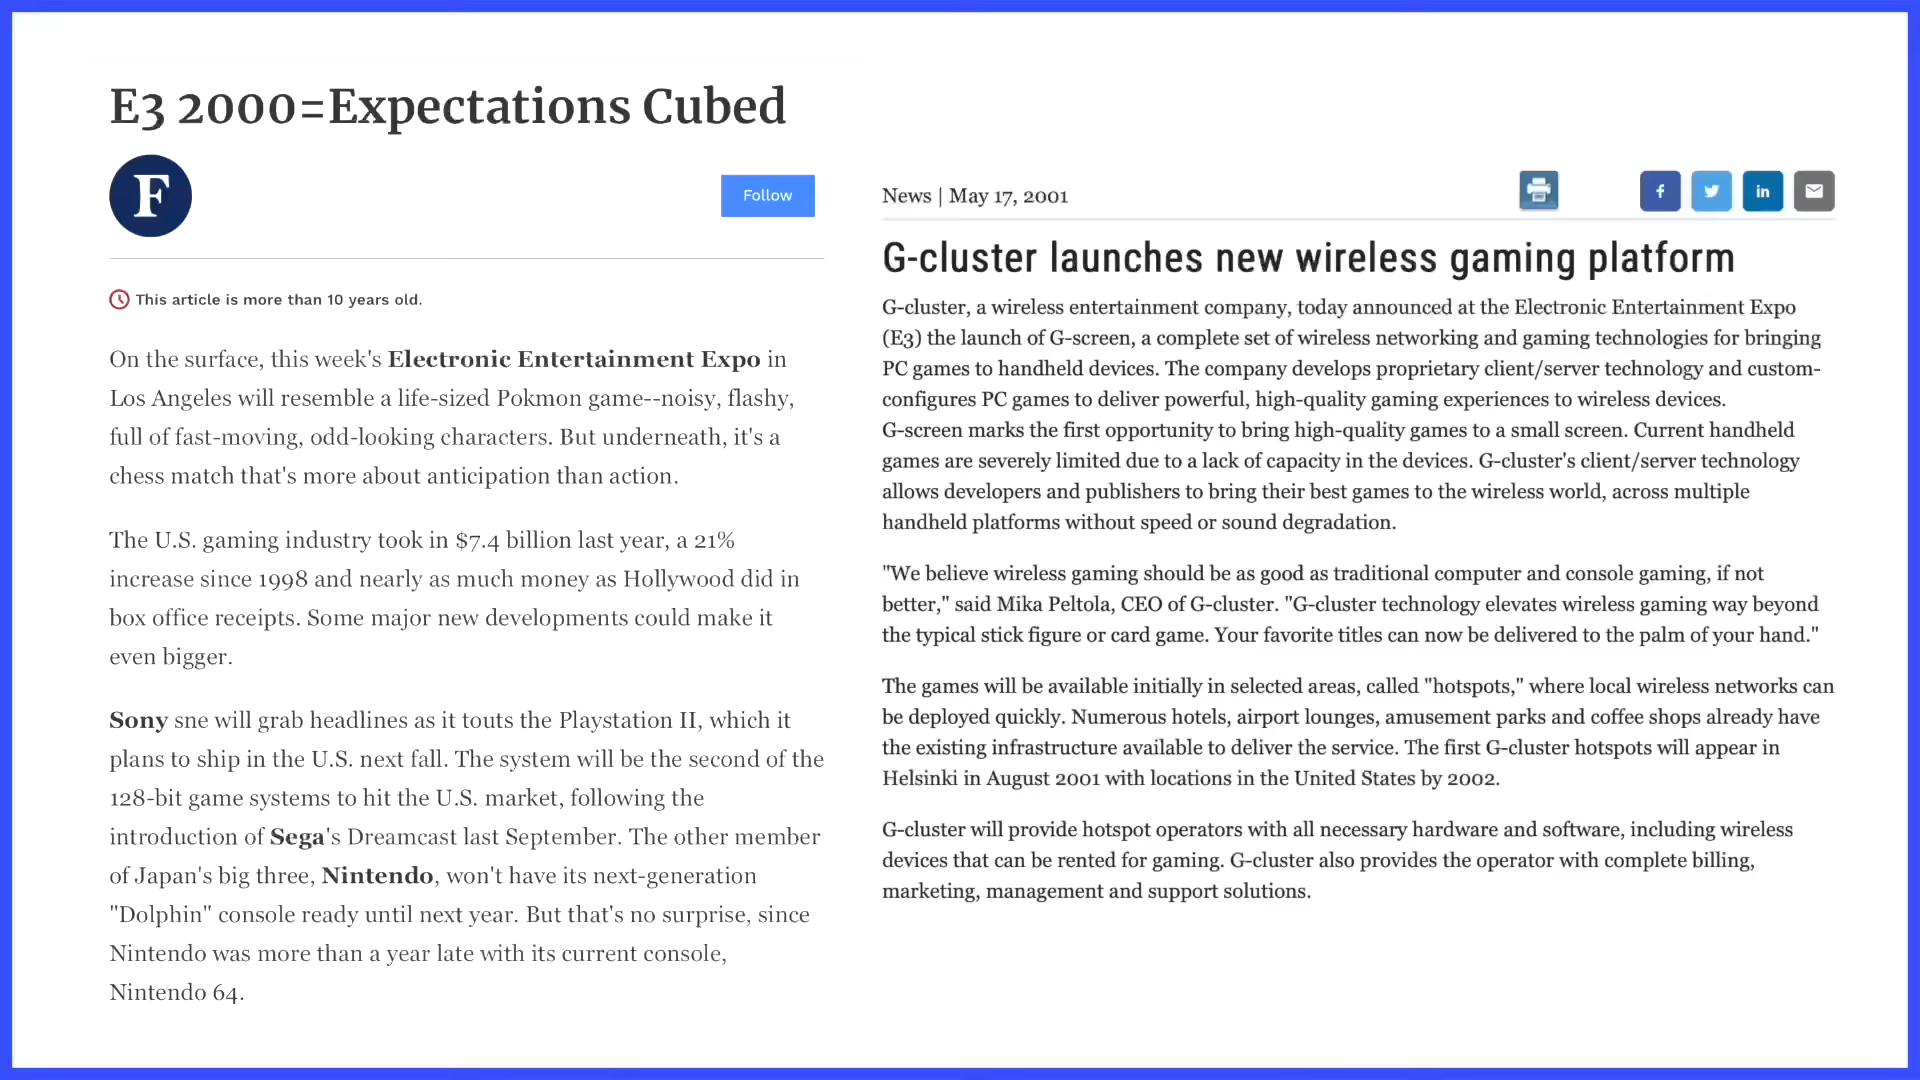 E3 2000=Expectations Cubed
F
Follow
This article is more than 10 years old.
On the surface, this week's Electronic Entertainment Expo in
Los Angeles will resemble a life-sized Pokmon game--noisy, flashy,
full of fast-moving, odd-looking characters. But underneath, it's a
chess match that's more about anticipation than action.
The U.S. gaming industry took in $7.4 billion last year, a 21%
increase since 1998 and nearly as much money as Hollywood did in
box office receipts. Some major new developments could make it
even bigger.
Sony sne will grab headlines as it touts the Playstation II, which it
plans to ship in the U.S. next fall. The system will be the second of the
128-bit game systems to hit the U.S. market, following the
introduction of Sega's Dreamcast last September. The other member
of Japan's big three, Nintendo, won't have its next-generation
"Dolphin" console ready until next year. But that's no surprise, since
Nintendo was more than a year late with its current console,
Nintendo 64.
News | May 17, 2001
f
in
G-cluster launches new wireless gaming platform
G-cluster, a wireless entertainment company, today announced at the Electronic Entertainment Expo
(E3) the launch of G-screen, a complete set of wireless networking and gaming technologies for bringing
PC games to handheld devices. The company develops proprietary client/server technology and custom-
configures PC games to deliver powerful, high-quality gaming experiences to wireless devices.
G-screen marks the first opportunity to bring high-quality games to a small screen. Current handheld
games are severely limited due to a lack of capacity in the devices. G-cluster's client/server technology
allows developers and publishers to bring their best games to the wireless world, across multiple
handheld platforms without speed or sound degradation.
"We believe wireless gaming should be as good as traditional computer and console gaming, if not
better," said Mika Peltola, CEO of G-cluster. "G-cluster technology elevates wireless gaming way beyond
the typical stick figure or card game. Your favorite titles can now be delivered to the palm of your hand."
The games will be available initially in selected areas, called "hotspots," where local wireless networks can
be deployed quickly. Numerous hotels, airport lounges, amusement parks and coffee shops already have
the existing infrastructure available to deliver the service. The first G-cluster hotspots will appear in
Helsinki in August 2001 with locations in the United States by 2002.
G-cluster will provide hotspot operators with all necessary hardware and software, including wireless
devices that can be rented for gaming. G-cluster also provides the operator with complete billing,
marketing, management and support solutions.